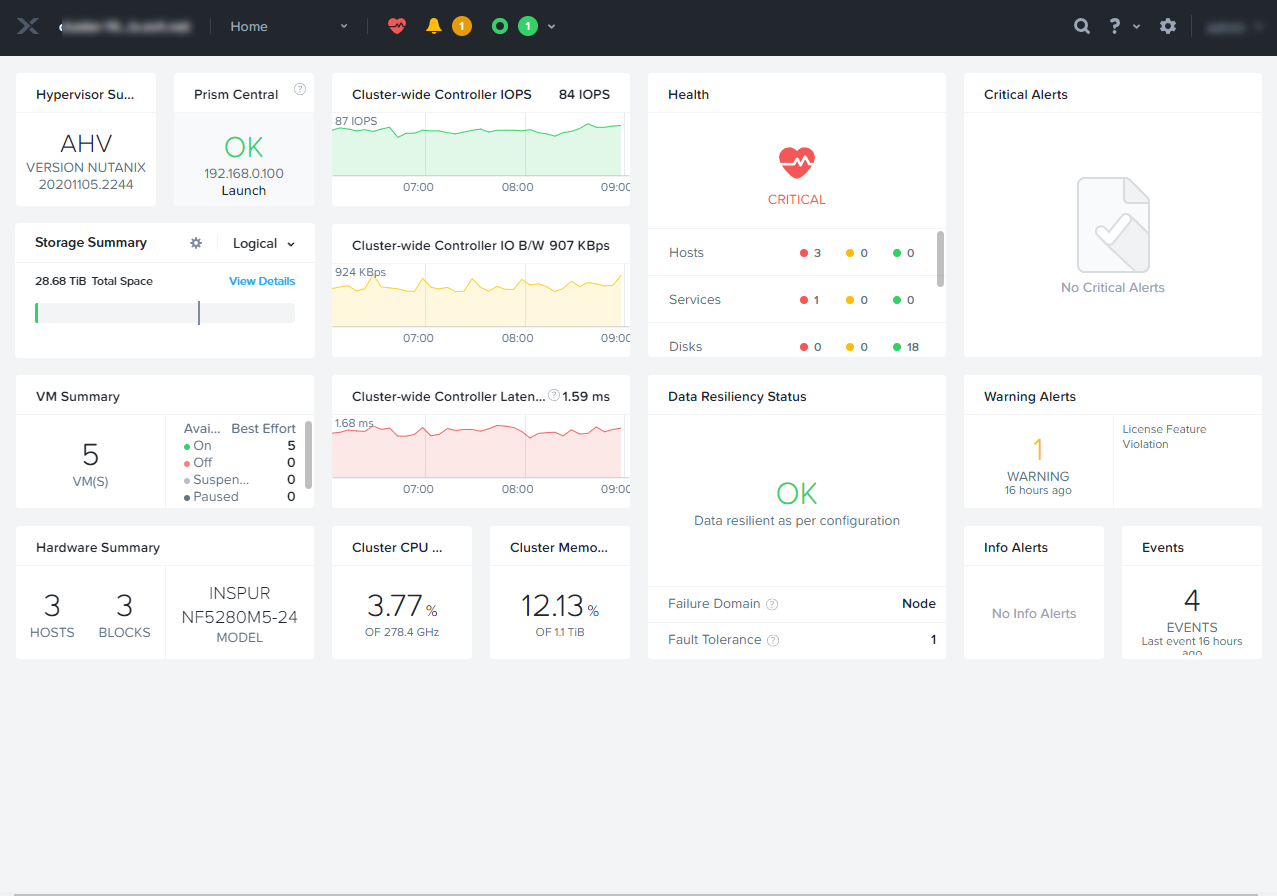 Home
1
1
?
Hypervisor Su...
AHV
VERSION NUTANIX
20201105.2244
Prism Central
?
OK
192.168.0.100
Launch
Cluster-wide Controller IOPS 84 IOPS
87 IOPS
07:00 08:00 09:00
Health
CRITICAL
Hosts 3 0 0
Services 1 0 0
Disks 0 0 18
Critical Alerts
No Critical Alerts
Storage Summary Logical
28.68 TiB Total Space View Details
Cluster-wide Controller IO B/W 907 KBps
924 KBps
07:00 08:00 09:00
VM Summary
5
VM(S)
Avai... Best Effort
On 5
Off 0
Suspen... 0
Paused 0
Cluster-wide Controller Laten... ? 1.59 ms
1.68 ms
07:00 08:00 09:00
Data Resiliency Status
OK
Data resilient as per configuration
Failure Domain ? Node
Fault Tolerance ? 1
Warning Alerts
1
WARNING
16 hours ago
License Feature
Violation
Hardware Summary
3 3
HOSTS BLOCKS
INSPUR
NF5280M5-24
MODEL
Cluster CPU ...
3.77 %
OF 278.4 GHz
Cluster Memo...
12.13 %
OF 1.1 TiB
Info Alerts
No Info Alerts
Events
4
EVENTS
Last event 16 hours
ago